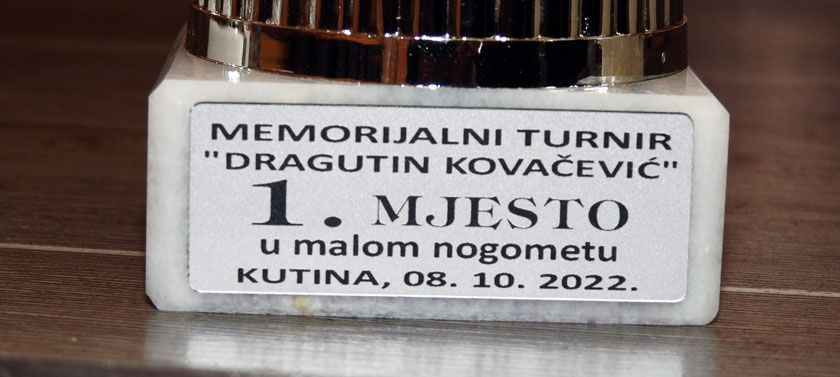 MEMORIJALNI TURNIR
"DRAGUTIN KOVAČEVIĆ"
1. MJESTO
u malom nogometu
KUTINA, 08. 10. 2022.